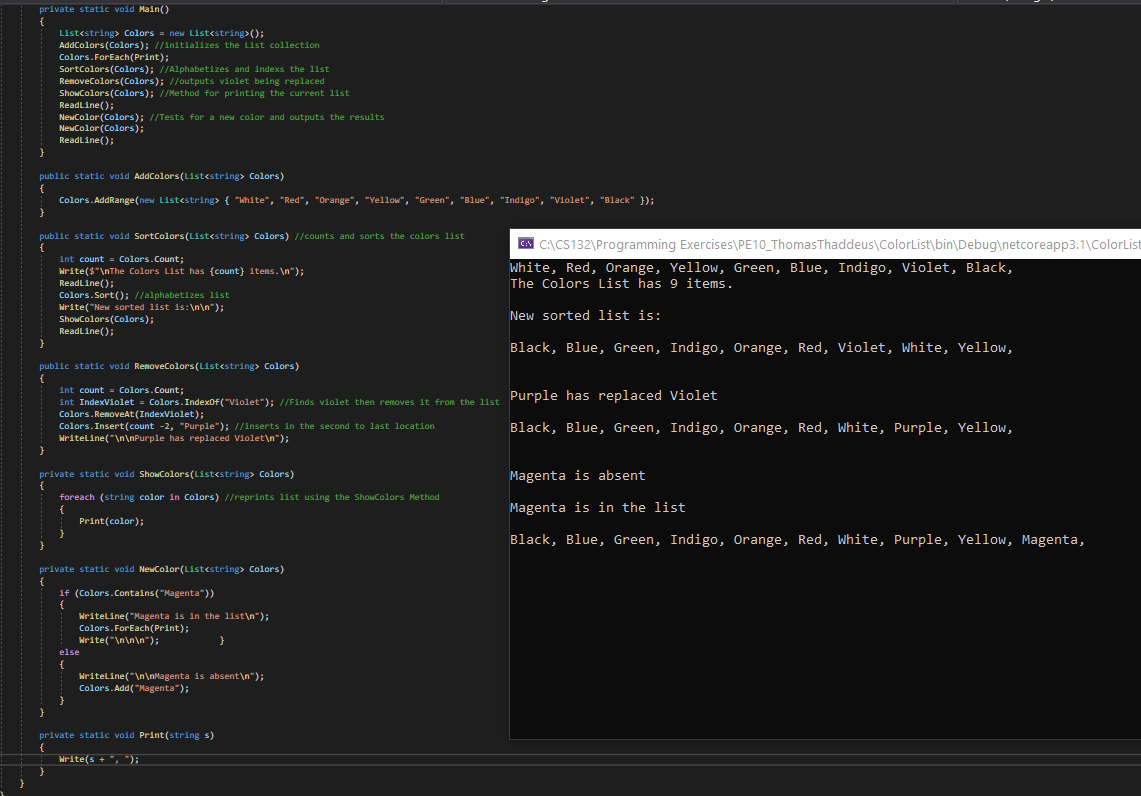 private static void Main()
{
List<string> Colors = new List<string>();
AddColors(Colors); //initializes the List collection
Colors.ForEach(Print);
SortColors(Colors); //Alphabetizes and indexs the list
RemoveColors(Colors); //outputs violet being replaced
ShowColors(Colors); //Method for printing the current list
ReadLine();
NewColor(Colors); //Tests for a new color and outputs the results
NewColor(Colors);
ReadLine();
}
public static void AddColors(List<string> Colors)
{
Colors.AddRange(new List<string> { "White", "Red", "Orange", "Yellow", "Green", "Blue", "Indigo", "Violet", "Black" });
}
public static void SortColors(List<string> Colors) //counts and sorts the colors list
{
int count = Colors.Count;
Write($"\nThe Colors List has {count} items.\n");
ReadLine();
Colors.Sort(); //alphabetizes list
Write("New sorted list is:\n\n");
ShowColors(Colors);
ReadLine();
}
public static void RemoveColors(List<string> Colors)
{
int count = Colors.Count;
int IndexViolet = Colors.IndexOf("Violet"); //Finds violet then removes it from the list
Colors.RemoveAt(IndexViolet);
Colors.Insert(count -2, "Purple"); //inserts in the second to last location
WriteLine("\n\nPurple has replaced Violet\n");
}
private static void ShowColors(List<string> Colors)
{
foreach (string color in Colors) //reprints list using the ShowColors Method
{
Print(color);
}
}
private static void NewColor(List<string> Colors)
{
if (Colors.Contains("Magenta"))
{
WriteLine("Magenta is in the list\n");
Colors.ForEach(Print);
Write("\n\n\n"); }
else
{
WriteLine("\n\nMagenta is absent\n");
Colors.Add("Magenta");
}
}
private static void Print(string s)
{
Write(s + ", ");
}
}
}
C:\CS132\Programming Exercises\PE10_ThomasThaddeus\ColorList\bin\Debug\netcoreapp3.1\ColorList
White, Red, Orange, Yellow, Green, Blue, Indigo, Violet, Black,
The Colors List has 9 items.
New sorted list is:
Black, Blue, Green, Indigo, Orange, Red, Violet, White, Yellow,
Purple has replaced Violet
Black, Blue, Green, Indigo, Orange, Red, White, Purple, Yellow,
Magenta is absent
Magenta is in the list
Black, Blue, Green, Indigo, Orange, Red, White, Purple, Yellow, Magenta,